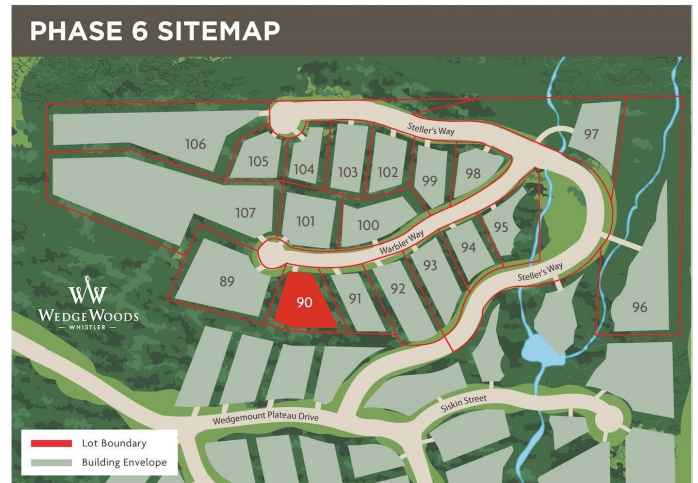 PHASE 6 SITEMAP
Steller's Way
97
106
105
104
103
102
99
98
107
101
100
Warbler Way
95
94
93
Steller's Way
89
90
91
92
96
WEDGEWOODS
WHISTLER
Siskin Street
Wedgemount Plateau Drive
Lot Boundary
Building Envelope